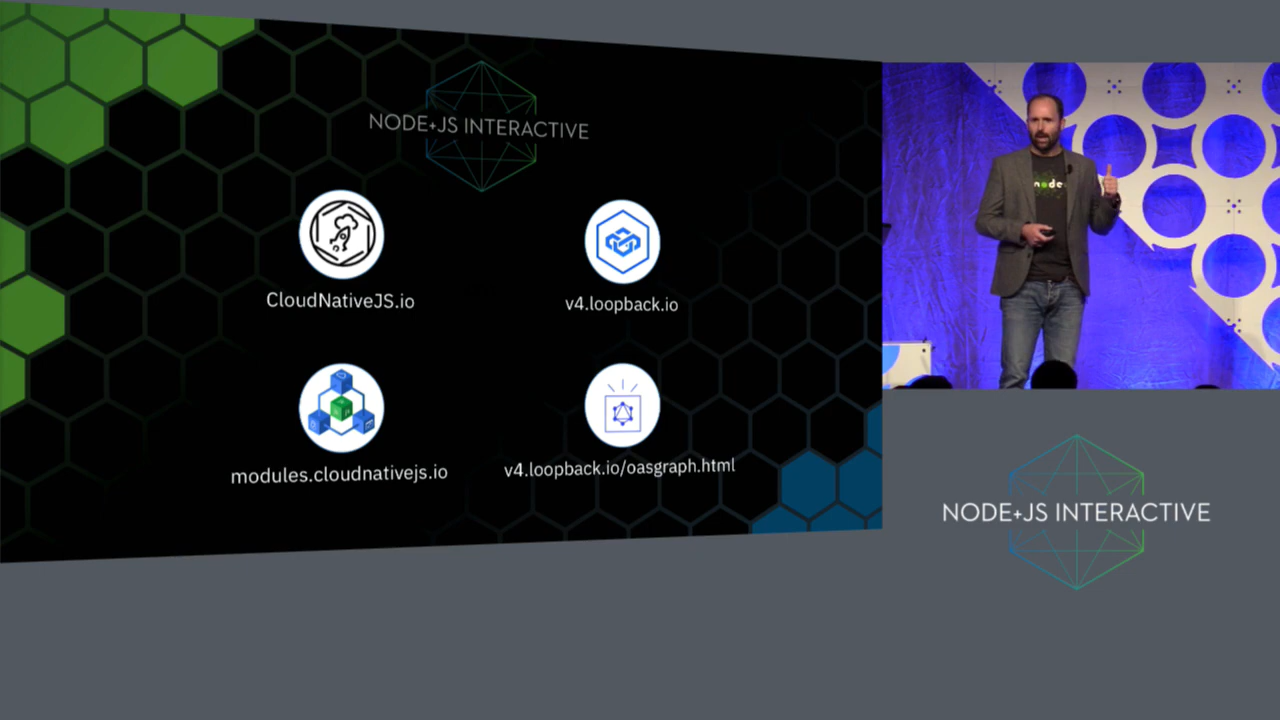 NODE+JS INTERACTIVE
CloudNativeJS.io
v4.loopback.io
modules.cloudnativejs.io
v4.loopback.io/oasgraph.html
node
NODE+JS INTERACTIVE